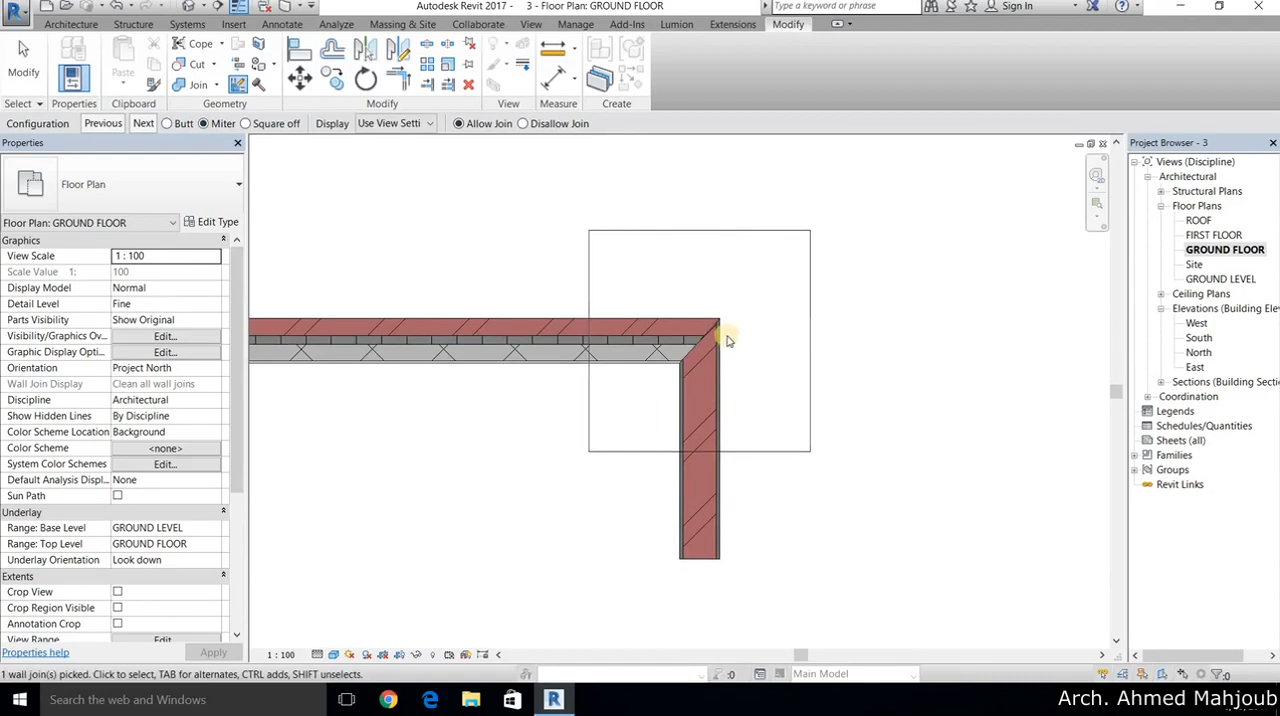 Autodesk Revit 2017 - 3 - Floor Plan: GROUND FLOOR
Type a keyword or phrase
Sign In
Architecture Structure Systems Insert Annotate Analyze Massing & Site Collaborate View Manage Add-Ins Lumion Extensions Modify
Modify
Paste
Cope
Cut
Join
Select Properties Clipboard Geometry Modify View Measure Create
Configuration Previous Next Butt Miter Square off Display Use View Setti Allow Join Disallow Join
Properties
Floor Plan
Floor Plan: GROUND FLOOR Edit Type
Graphics
View Scale 1 : 100
Scale Value 1: 100
Display Model Normal
Detail Level Fine
Parts Visibility Show Original
Visibility/Graphics Ov... Edit...
Graphic Display Opti... Edit...
Orientation Project North
Wall Join Display Clean all wall joins
Discipline Architectural
Show Hidden Lines By Discipline
Color Scheme Location Background
Color Scheme <none>
System Color Schemes Edit...
Default Analysis Displ... None
Sun Path
Underlay
Range: Base Level GROUND LEVEL
Range: Top Level GROUND FLOOR
Underlay Orientation Look down
Extents
Crop View
Crop Region Visible
Annotation Crop
View Range Edit...
Properties help Apply
Project Browser - 3
Views (Discipline)
Architectural
Structural Plans
Floor Plans
ROOF
FIRST FLOOR
GROUND FLOOR
Site
GROUND LEVEL
Ceiling Plans
Elevations (Building Ele
West
South
North
East
Sections (Building Secti
Coordination
Legends
Schedules/Quantities
Sheets (all)
Families
Groups
Revit Links
1 : 100
1 wall join(s) picked. Click to select, TAB for alternates, CTRL adds, SHIFT unselects.
:0
Main Model
:0
Search the web and Windows
Arch. Ahmed Mahjoub